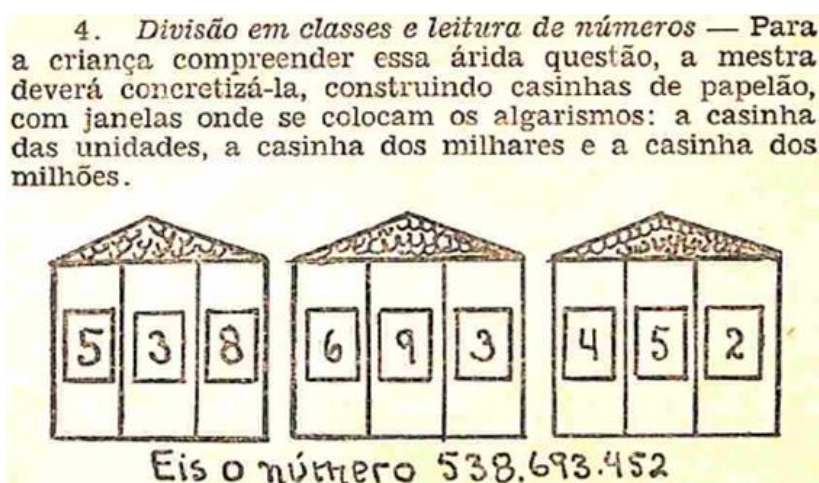 4. Divisão em classes e leitura de números — Para
a criança compreender essa árida questão, a mestra
deverá concretizá-la, construindo casinhas de papelão,
com janelas onde se colocam os algarismos: a casinha
das unidades, a casinha dos milhares e a casinha dos
milhões.
5 3 8 6 9 3 4 5 2
Eis o número 538.693.452